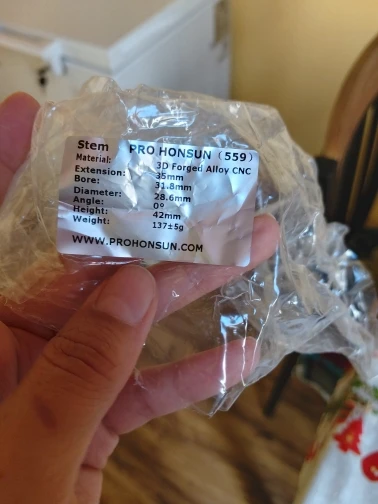 Stem PRO HONSUN (559)
Material: 3D Forged Alloy CNC
Extension: 35mm
Bore: 31.8mm
Diameter: 28.6mm
Angle: 0º
Height: 42mm
Weight: 137±5g
WWW.PROHONSUN.COM